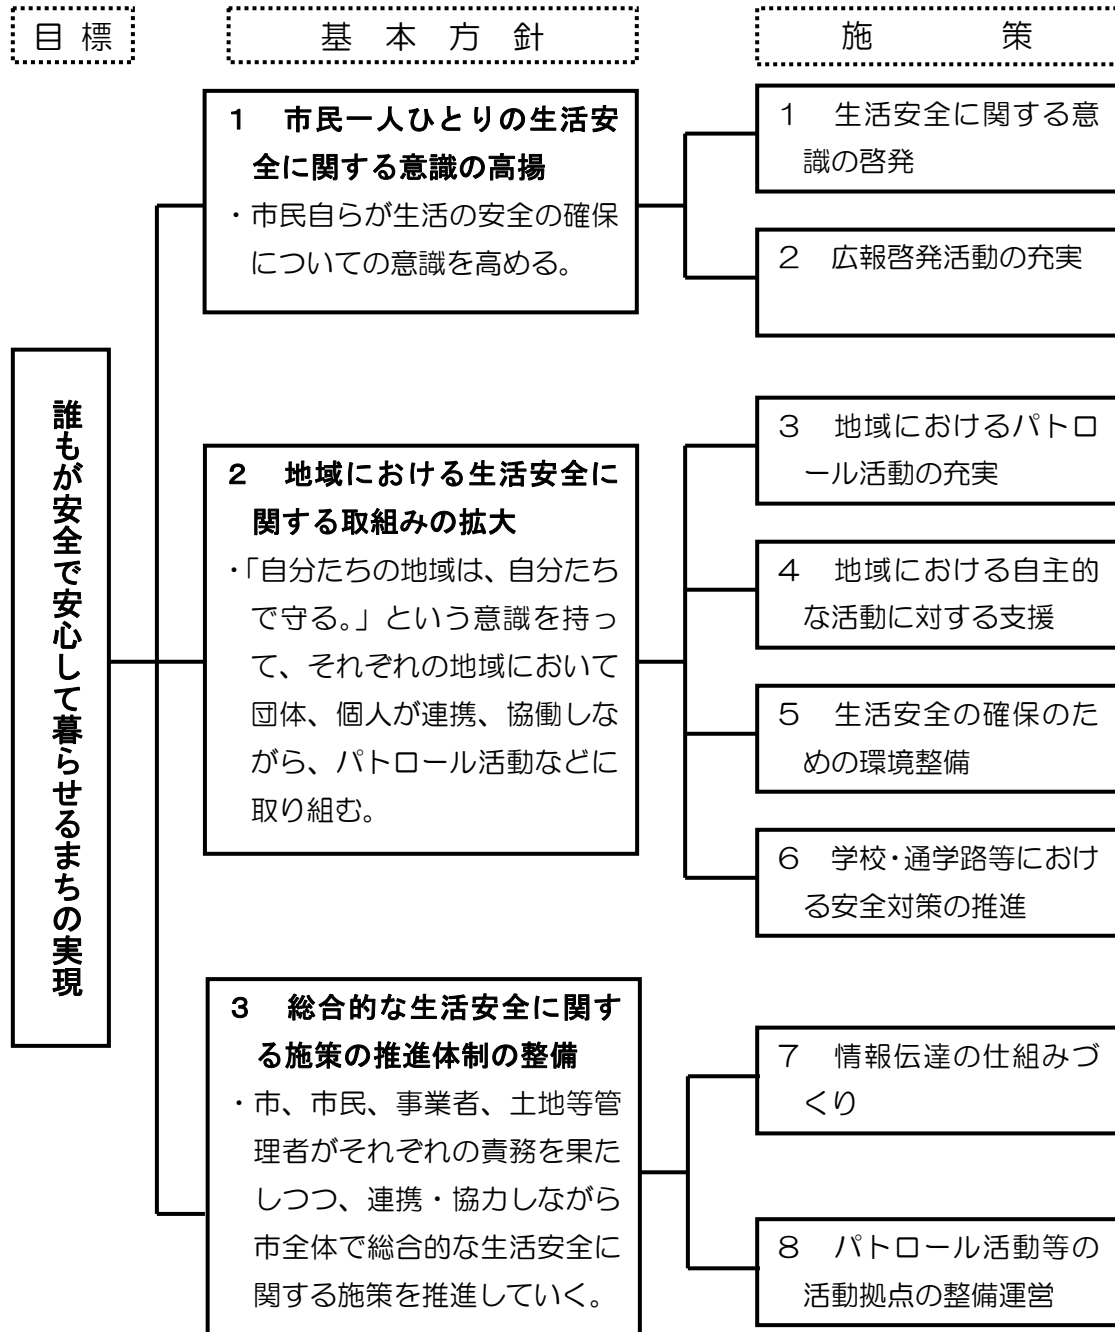 目 標
基 本 方 針
施 策
誰もが安全で安心して暮らせるまちの実現
1 市民一人ひとりの生活安
全に関する意識の高揚
・市民自らが生活の安全の確保
についての意識を高める。
2 地域における生活安全に
関する取組みの拡大
・「自分たちの地域は、自分たち
で守る。」という意識を持っ
て、それぞれの地域において
団体、個人が連携、協働しな
がら、パトロール活動などに
取り組む。
3 総合的な生活安全に関す
る施策の推進体制の整備
・市、市民、事業者、土地等管
理者がそれぞれの責務を果た
しつつ、連携・協力しながら
市全体で総合的な生活安全に
関する施策を推進していく。
1 生活安全に関する意
識の啓発
2 広報啓発活動の充実
3 地域におけるパトロ
ール活動の充実
4 地域における自主的
な活動に対する支援
5 生活安全の確保のた
めの環境整備
6 学校・通学路等におけ
る安全対策の推進
7 情報伝達の仕組みづ
くり
8 パトロール活動等の
活動拠点の整備運営